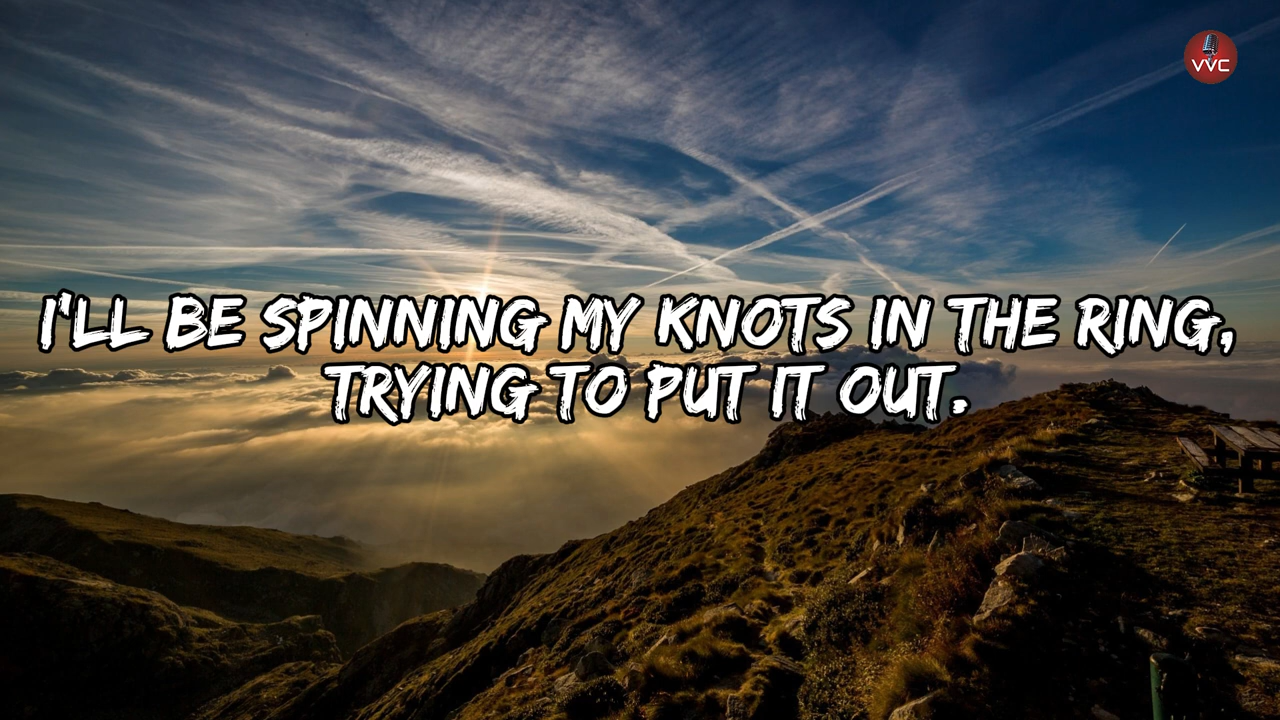 VVC
I'LL BE SPINNING MY KNOTS IN THE RING,
TRYING TO PUT IT OUT.